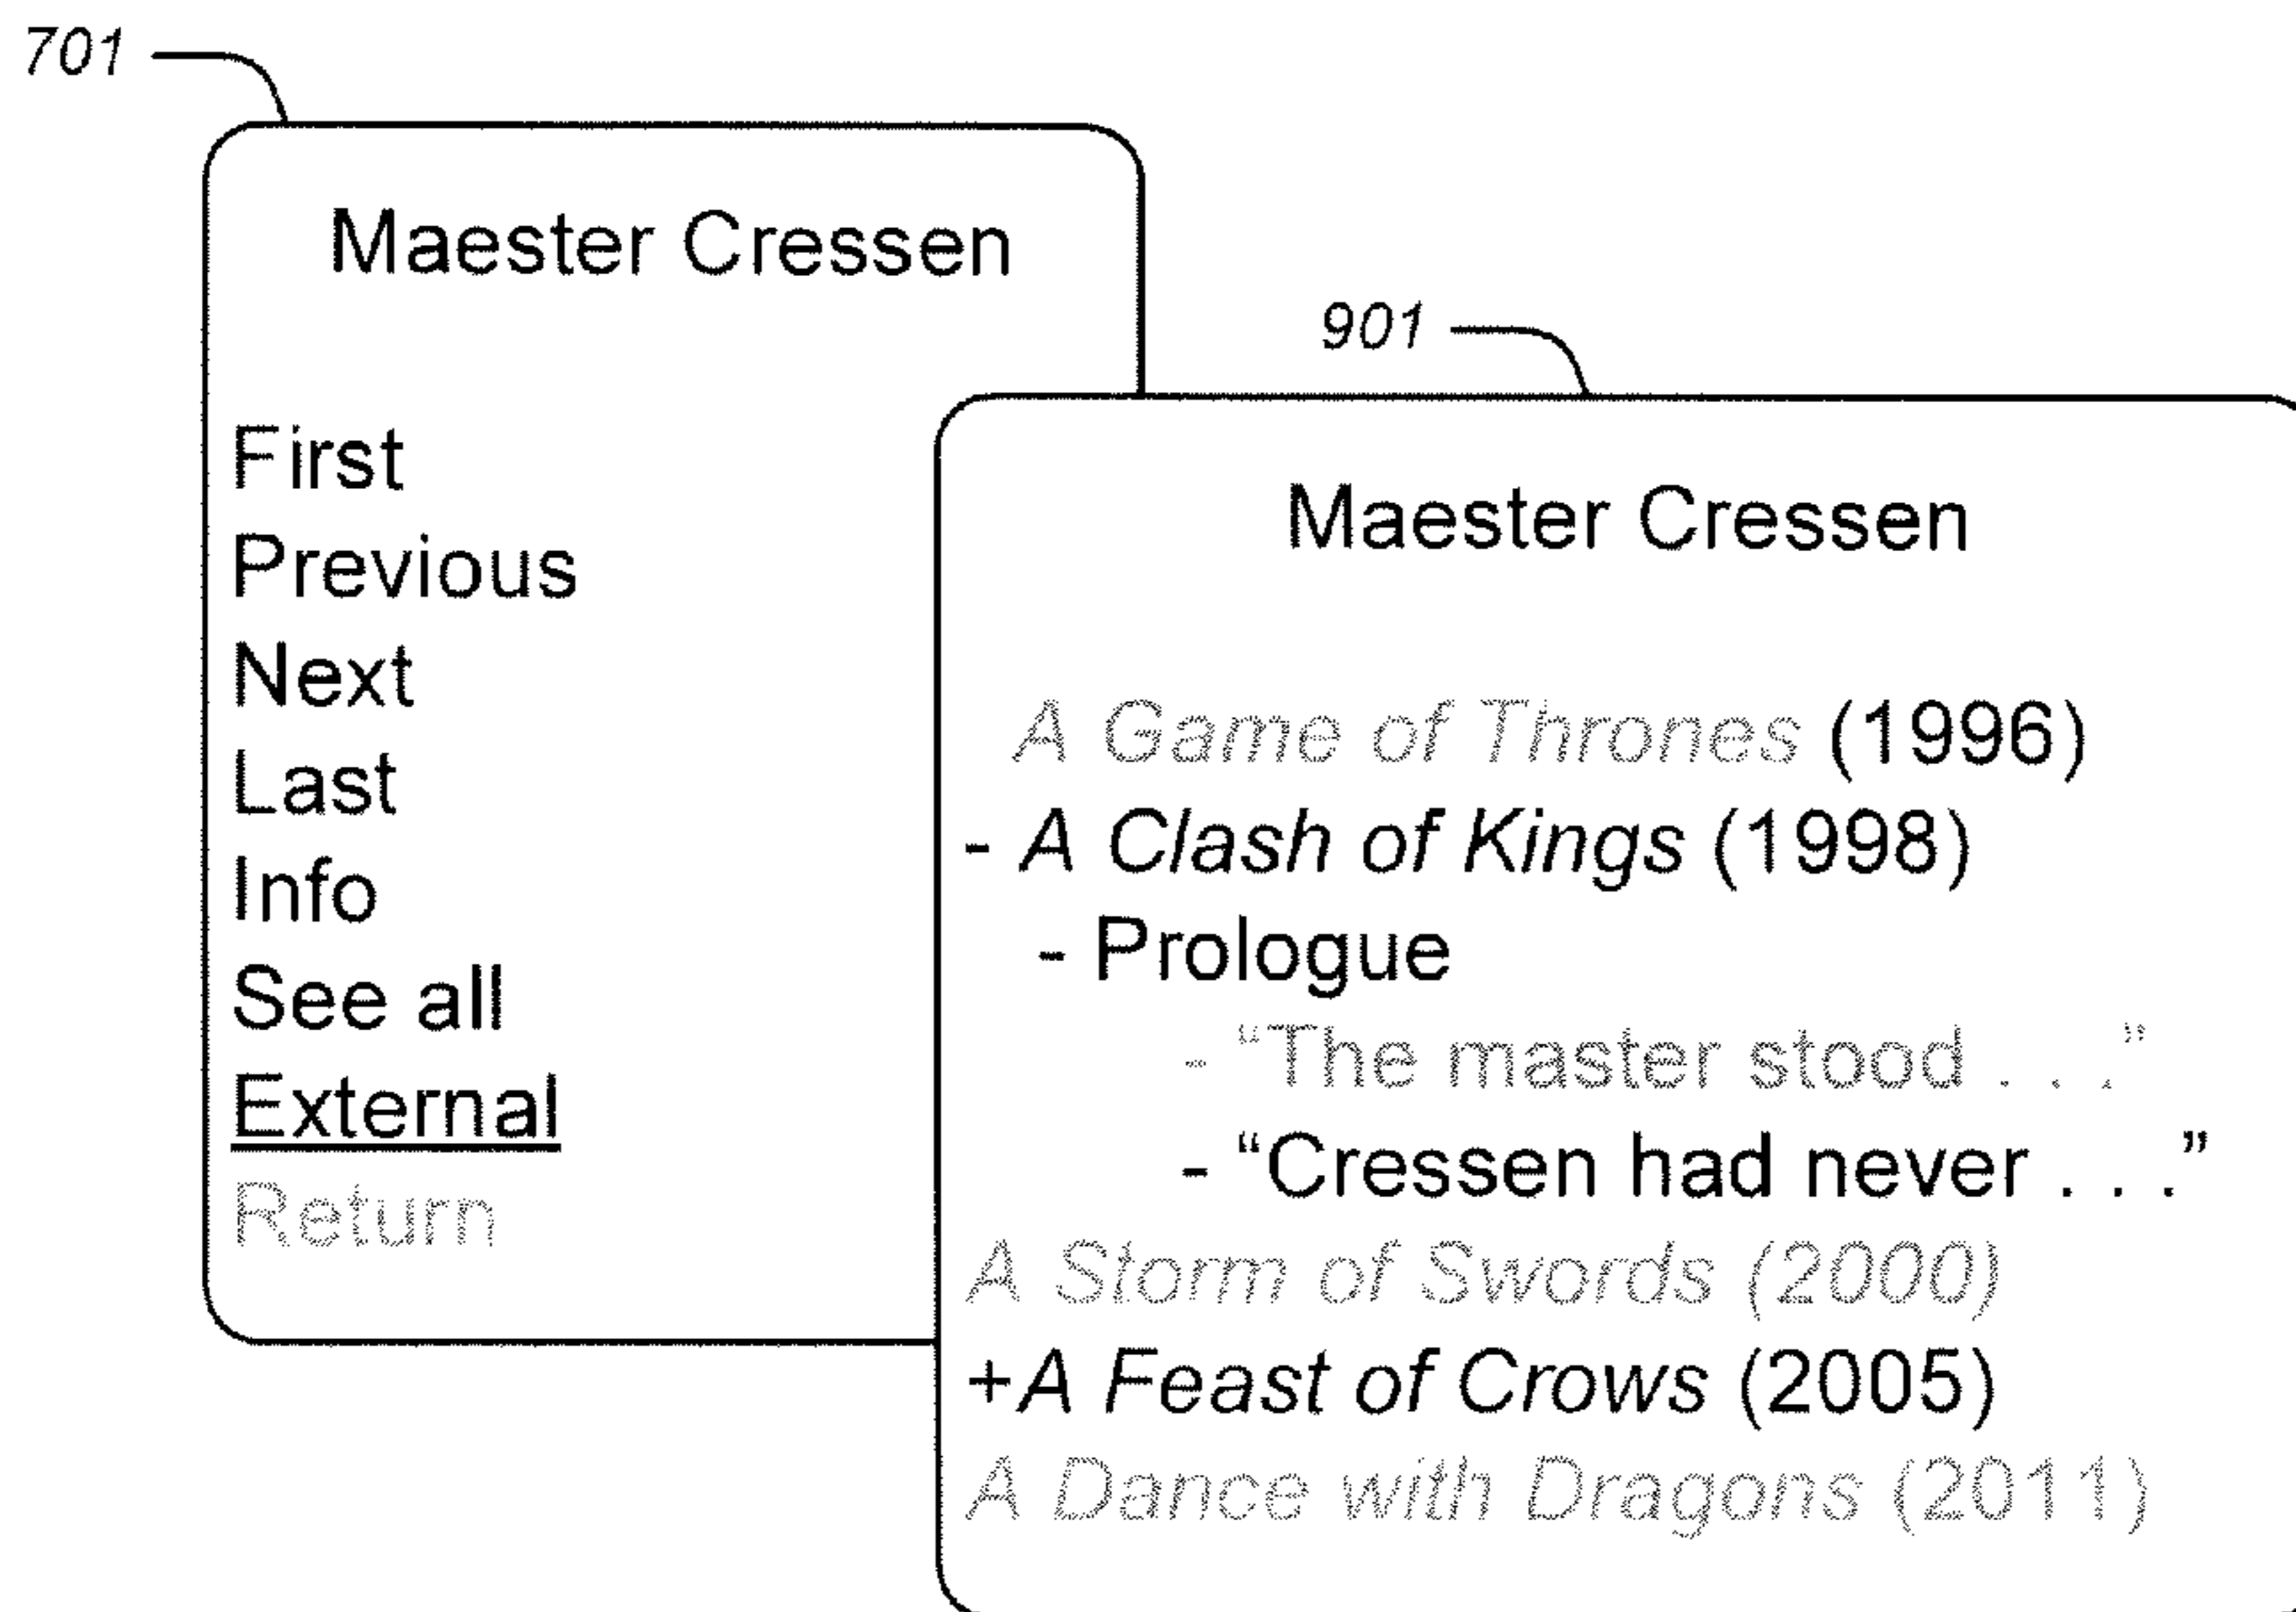 701
Maester Cressen
First
Previous
Next
Last
Info
See all
External
Return
901
Maester Cressen
A Game of Thrones (1996)
- A Clash of Kings (1998)
- Prologue
- “The master stood . . .”
- “Cressen had never . . .”
A Storm of Swords (2000)
+A Feast of Crows (2005)
A Dance with Dragons (2011)